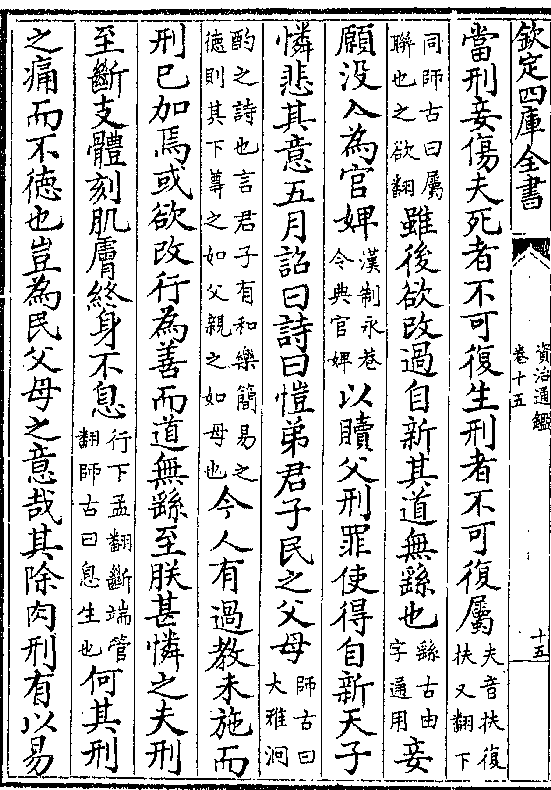 欽定四庫全書
資治通鑑
卷十五
十五
當刑妾傷夫死者不可復生刑者不可復屬夫音扶復扶又翻下
同師古曰屬聯也之欲翻雖後欲改過自新其道無繇也繇古由字通用妾
願没入為官婢漢制永巷令典官婢以贖父刑罪使得自新天子
憐悲其意五月詔曰詩曰愷弟君子民之父母師古曰大雅泂
酌之詩也言君子有和樂簡易之德則其下尊之如父親之如母也今人有過教未施而
刑已加焉或欲改行為善而道無繇至朕甚憐之夫刑
至斷支體刻肌膚終身不息行下孟翻斷端管翻師古曰息生也何其刑
之痛而不徳也豈為民父母之意哉其除肉刑有以易